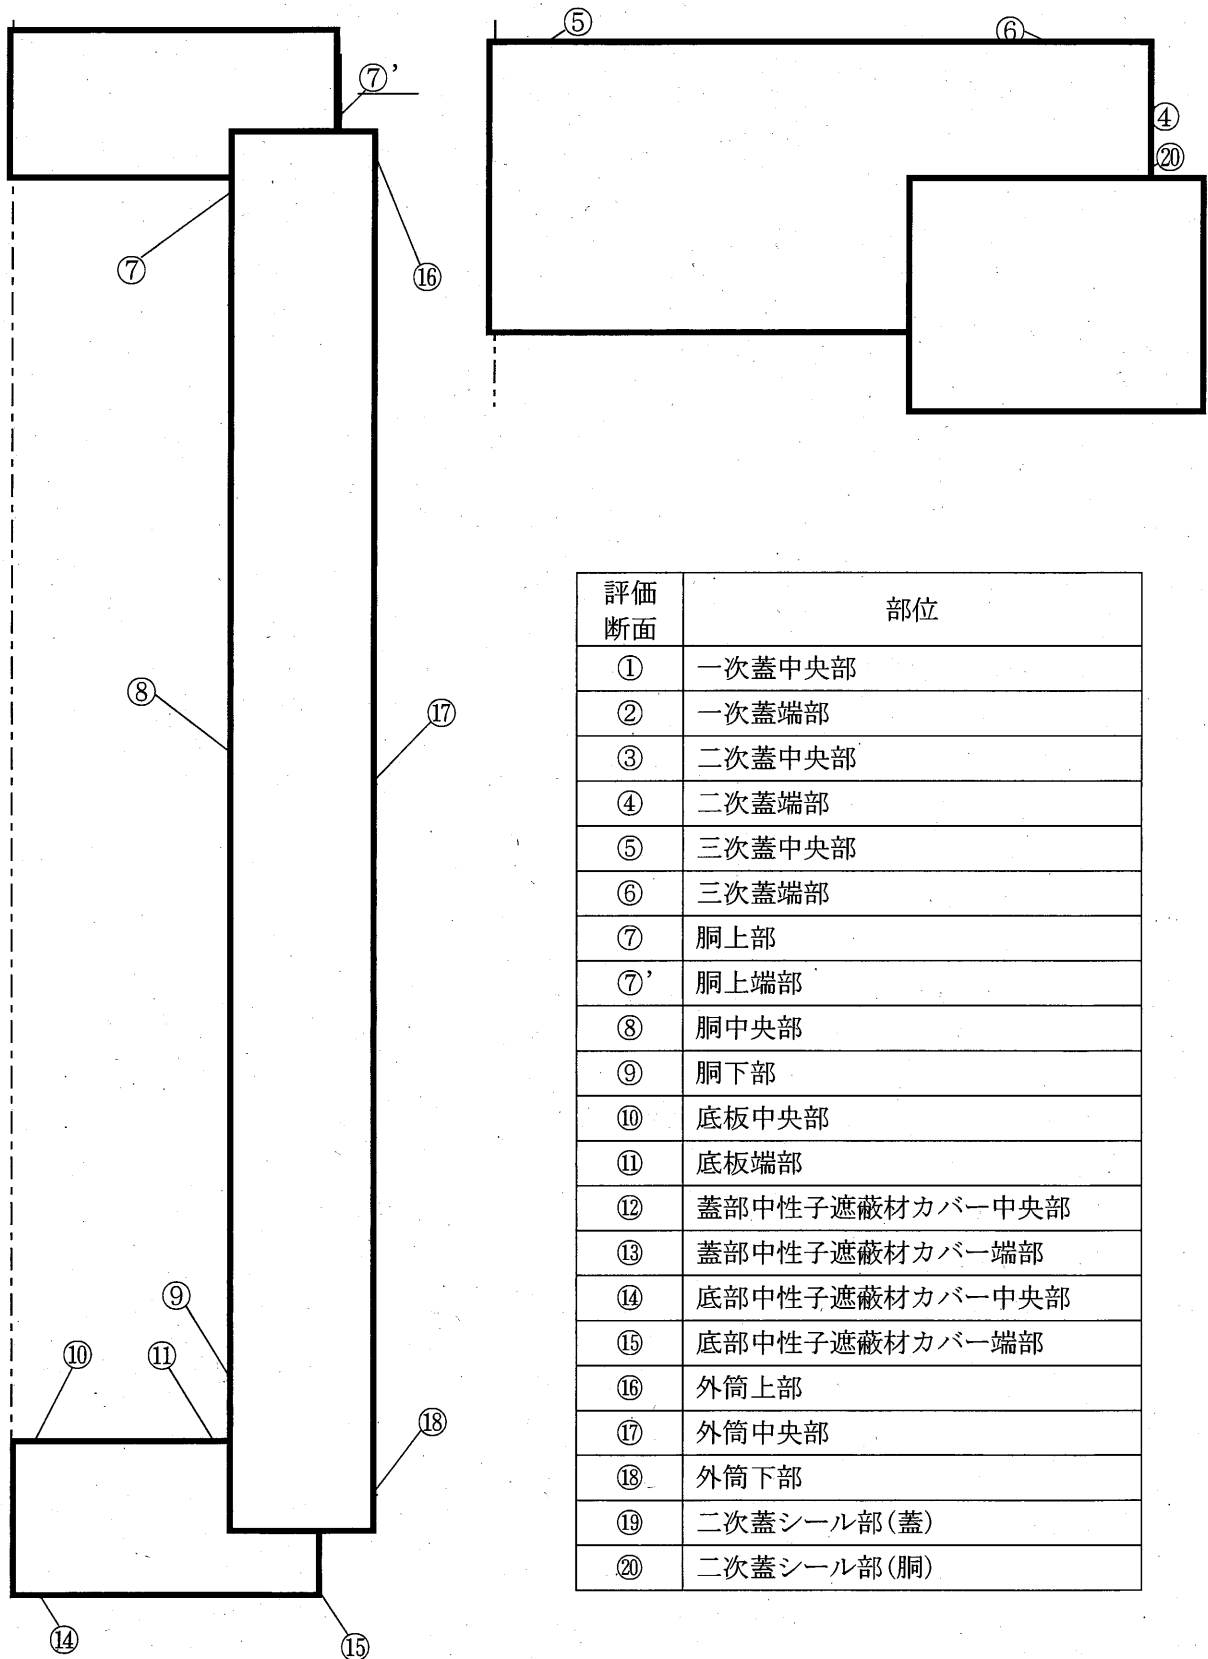 ⑤
⑥
⑦’
④
⑳
⑦
⑯
⑧
⑰
⑨
⑩ ⑪
⑱
⑭
⑮
評価
断面
部位
① 一次蓋中央部
② 一次蓋端部
③ 二次蓋中央部
④ 二次蓋端部
⑤ 三次蓋中央部
⑥ 三次蓋端部
⑦ 胴上部
⑦’ 胴上端部
⑧ 胴中央部
⑨ 胴下部
⑩ 底板中央部
⑪ 底板端部
⑫ 蓋部中性子遮蔽材カバー中央部
⑬ 蓋部中性子遮蔽材カバー端部
⑭ 底部中性子遮蔽材カバー中央部
⑮ 底部中性子遮蔽材カバー端部
⑯ 外筒上部
⑰ 外筒中央部
⑱ 外筒下部
⑲ 二次蓋シール部(蓋)
⑳ 二次蓋シール部(胴)